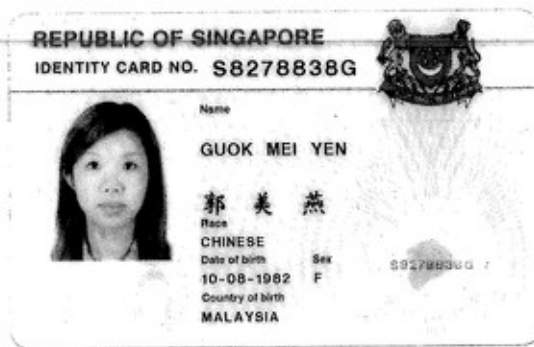 REPUBLIC OF SINGAPORE
IDENTITY CARD NO. S8278838G
Name
GUOK MEI YEN
郭美燕
Race
CHINESE
Date of birth Sex
10-08-1982 F
Country of birth
MALAYSIA